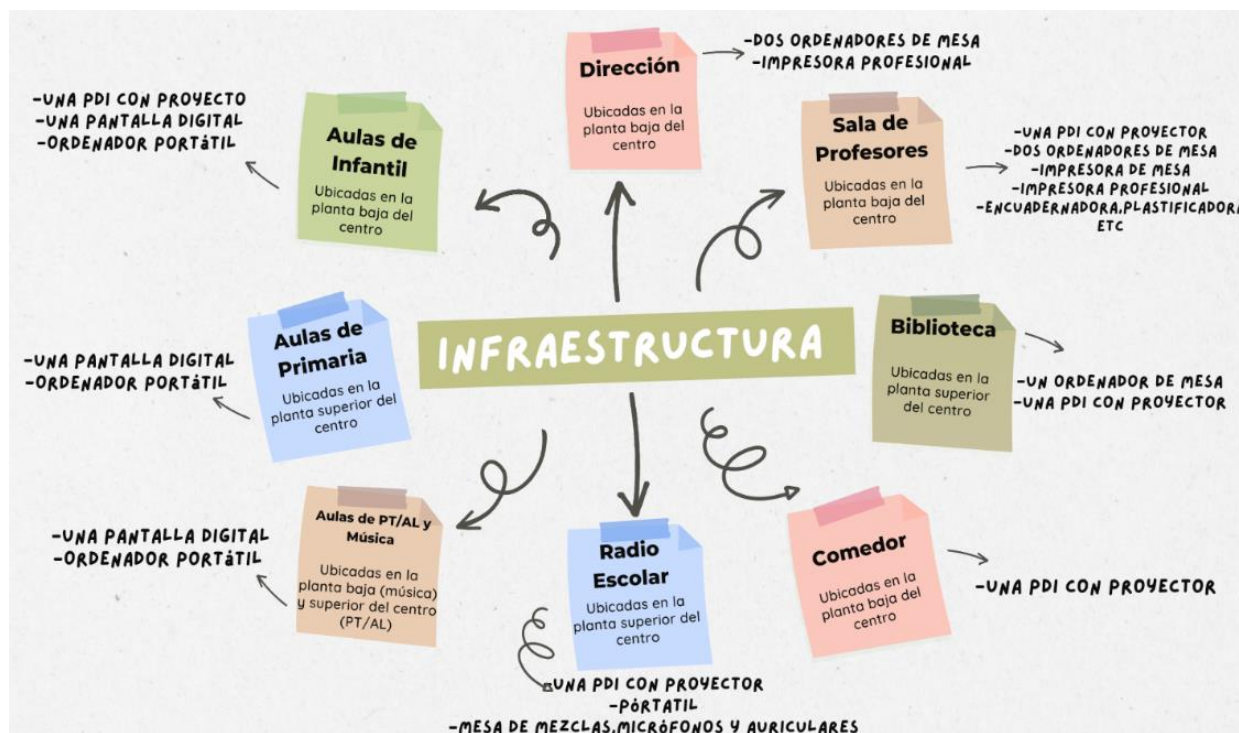 Dirección
Ubicadas en la
planta baja del
centro
-DOS ORDENADORES DE MESA
-IMPRESORA PROFESIONAL
-UNA PDI CON PROYECTO
-UNA PANTALLA DIGITAL
-ORDENADOR PORTÁTIL
Aulas de
Infantil
Ubicadas en la
planta baja del
centro
Sala de
Profesores
Ubicadas en la
planta baja del
centro
-UNA PDI CON PROYECTOR
-DOS ORDENADORES DE MESA
-IMPRESORA DE MESA
-IMPRESORA PROFESIONAL
-ENCUADERNADORA,PLASTIFICADORA
ETC
INFRAESTRUCTURA
Aulas de
Primaria
Ubicadas en la
planta superior del
centro
-UNA PANTALLA DIGITAL
-ORDENADOR PORTÁTIL
Biblioteca
Ubicadas en la
planta superior
del centro
-UN ORDENADOR DE MESA
-UNA PDI CON PROYECTOR
Aulas de PT/AL y
Música
Ubicadas en la
planta baja (música)
y superior del centro
(PT/AL)
-UNA PANTALLA DIGITAL
-ORDENADOR PORTÁTIL
Radio
Escolar
Ubicadas en la
planta superior del
centro
-UNA PDI CON PROYECTOR
-PÓRTATIL
-MESA DE MEZCLAS,MICRÓFONOS Y AURICULARES
Comedor
Ubicadas en la
planta baja del
centro
-UNA PDI CON PROYECTOR